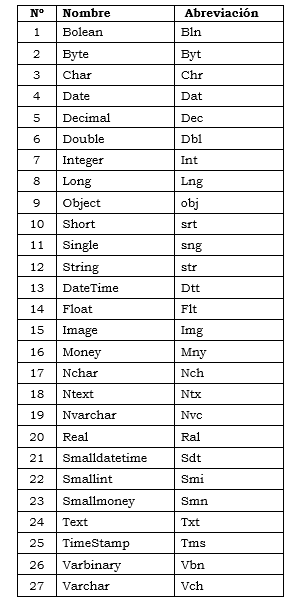 Nº Nombre Abreviación
1 Bolean Bln
2 Byte Byt
3 Char Chr
4 Date Dat
5 Decimal Dec
6 Double Dbl
7 Integer Int
8 Long Lng
9 Object obj
10 Short srt
11 Single sng
12 String str
13 DateTime Dtt
14 Float Flt
15 Image Img
16 Money Mny
17 Nchar Nch
18 Ntext Ntx
19 Nvarchar Nvc
20 Real Ral
21 Smalldatetime Sdt
22 Smallint Smi
23 Smallmoney Smn
24 Text Txt
25 TimeStamp Tms
26 Varbinary Vbn
27 Varchar Vch